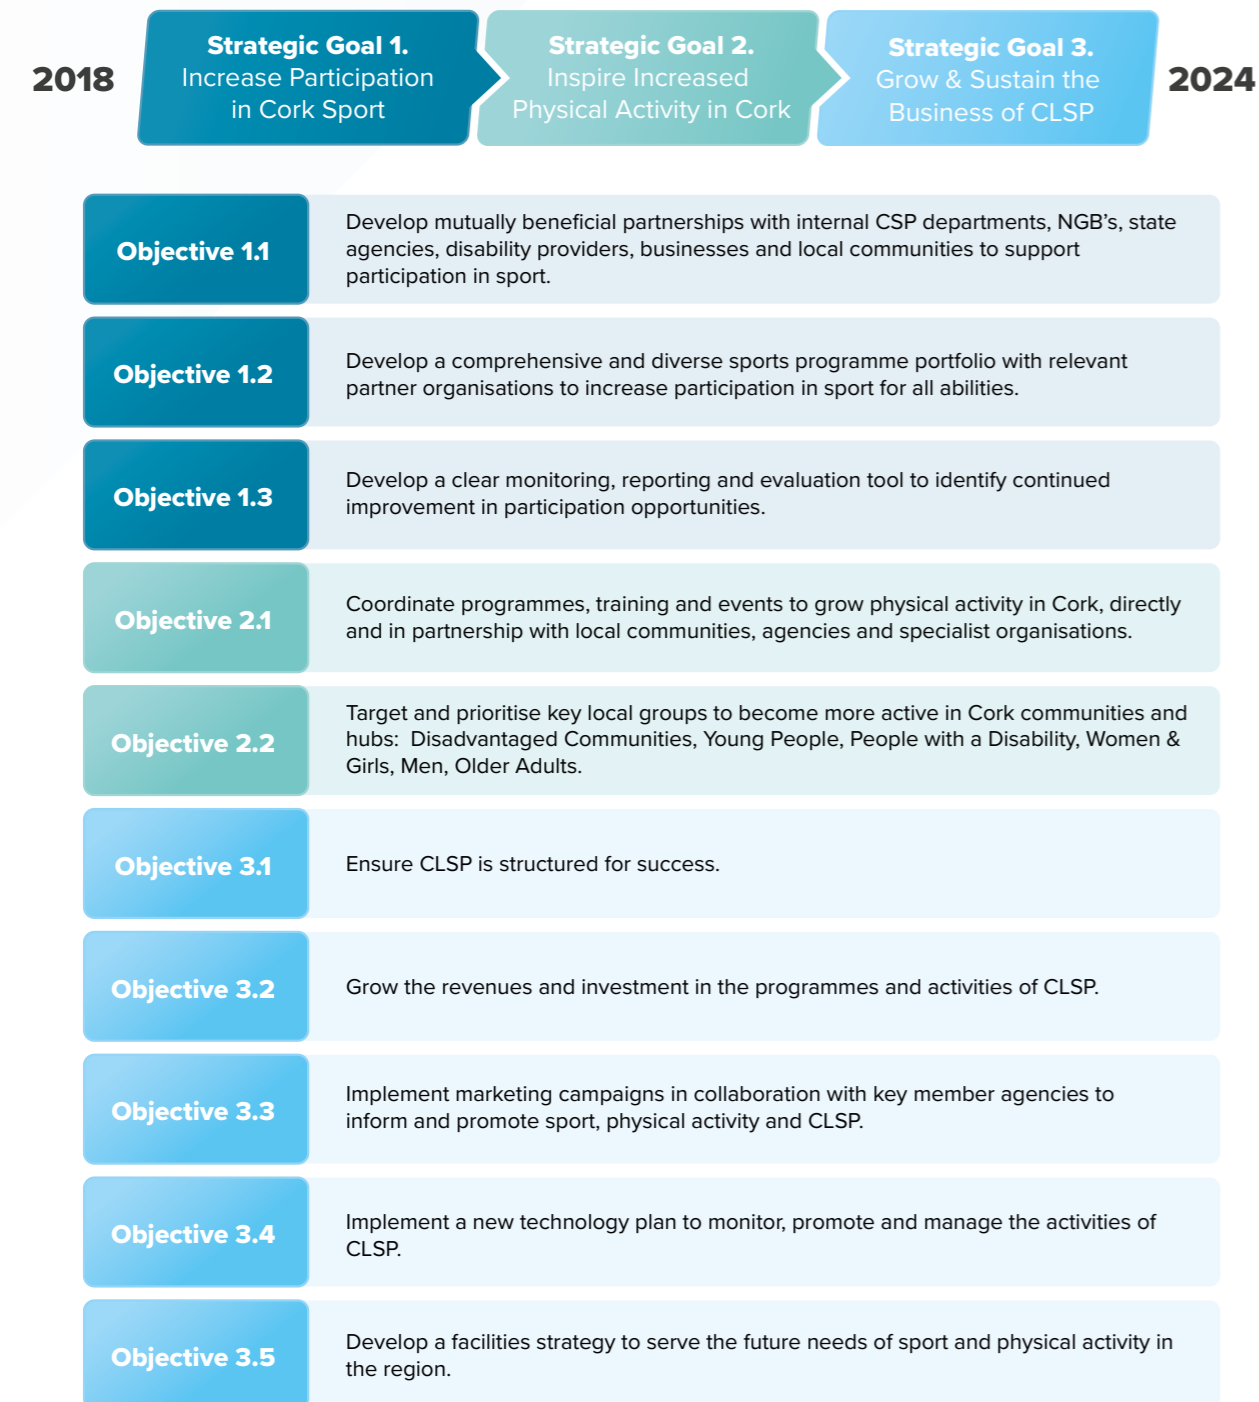 2018
Strategic Goal 1.
Increase Participation
in Cork Sport
Strategic Goal 2.
Inspire Increased
Physical Activity in Cork
Strategic Goal 3.
Grow & Sustain the
Business of CLSP
2024
Objective 1.1
Develop mutually beneficial partnerships with internal CSP departments, NGB's, state
agencies, disability providers, businesses and local communities to support
participation in sport.
Objective 1.2
Develop a comprehensive and diverse sports programme portfolio with relevant
partner organisations to increase participation in sport for all abilities.
Objective 1.3
Develop a clear monitoring, reporting and evaluation tool to identify continued
improvement in participation opportunities.
Objective 2.1
Coordinate programmes, training and events to grow physical activity in Cork, directly
and in partnership with local communities, agencies and specialist organisations.
Objective 2.2
Target and prioritise key local groups to become more active in Cork communities and
hubs:  Disadvantaged Communities, Young People, People with a Disability, Women &
Girls, Men, Older Adults.
Objective 3.1
Ensure CLSP is structured for success.
Objective 3.2
Grow the revenues and investment in the programmes and activities of CLSP.
Objective 3.3
Implement marketing campaigns in collaboration with key member agencies to
inform and promote sport, physical activity and CLSP.
Objective 3.4
Implement a new technology plan to monitor, promote and manage the activities of
CLSP.
Objective 3.5
Develop a facilities strategy to serve the future needs of sport and physical activity in
the region.